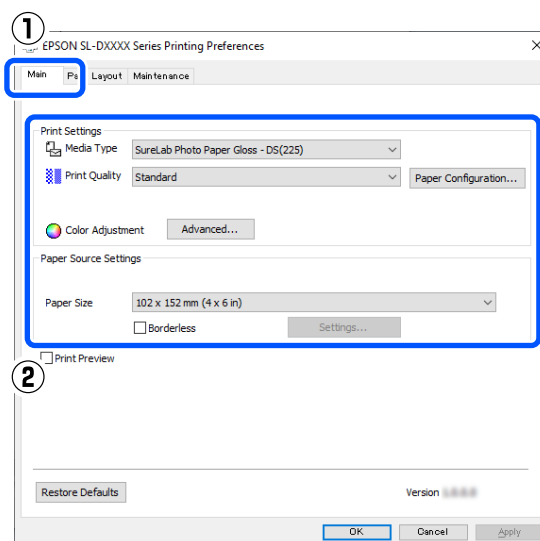 ①
EPSON SL-DXXXX Series Printing Preferences
Main Layout Maintenance
Print Settings
Media Type SureLab Photo Paper Gloss - DS(225)
Print Quality Standard Paper Configuration...
Color Adjustment Advanced...
Paper Source Settings
Paper Size 102 x 152 mm (4 x 6 in)
Borderless Settings...
Print Preview
②
Restore Defaults Version
OK Cancel Apply